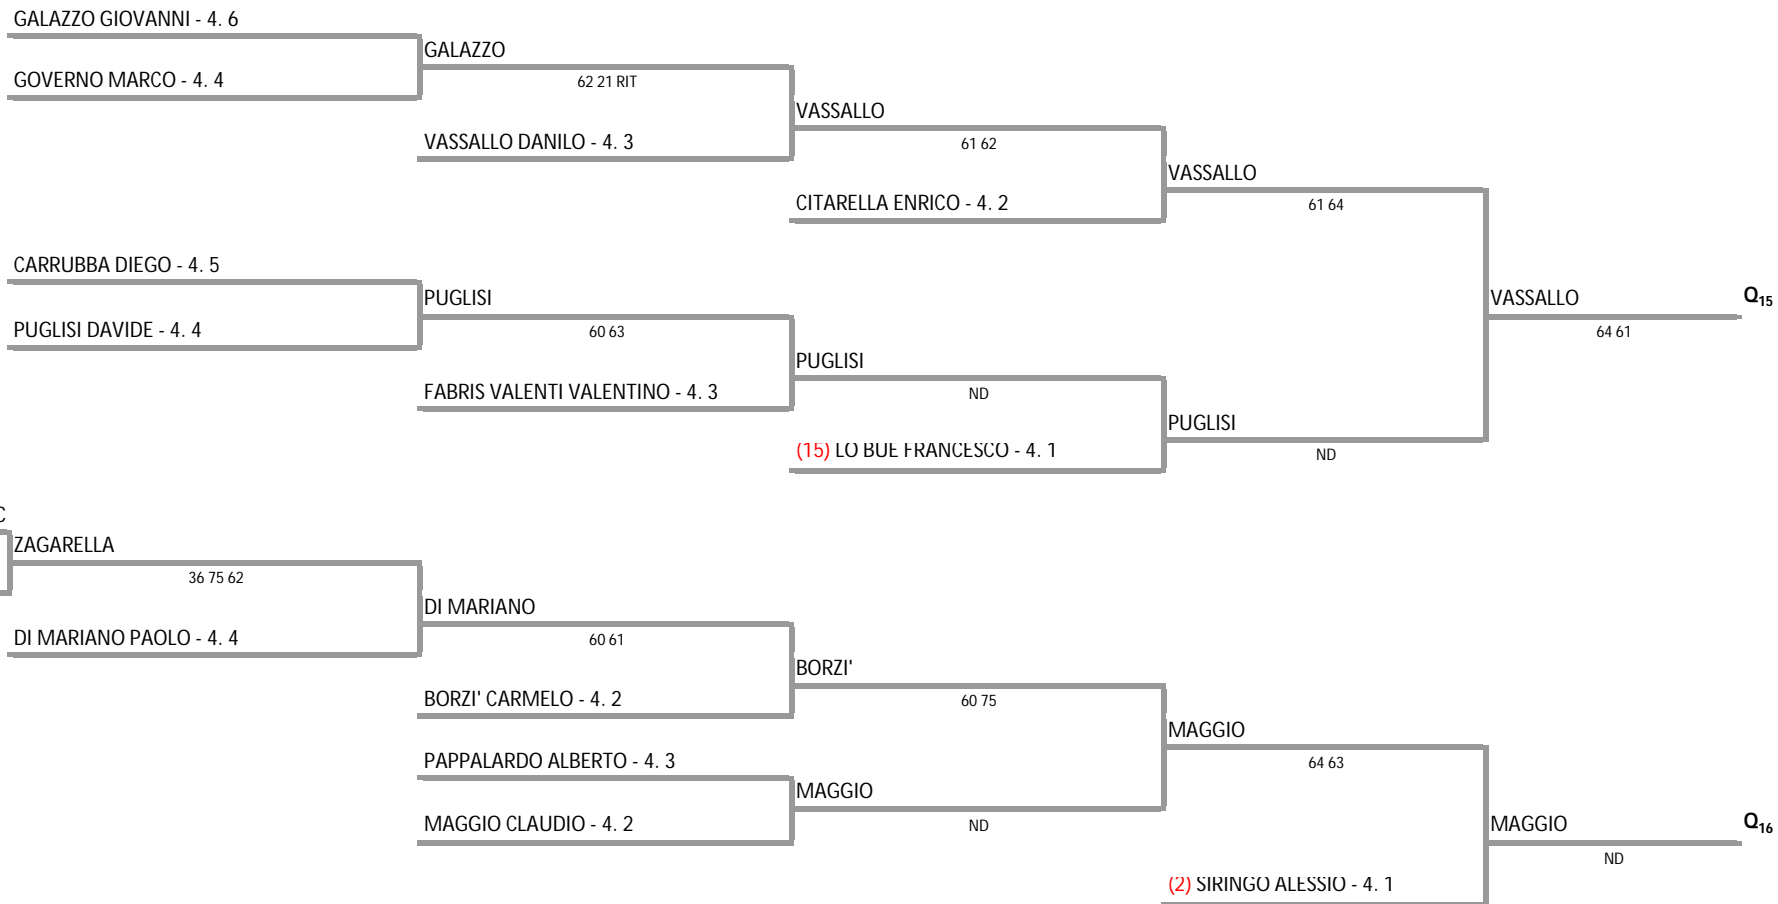 GALAZZO GIOVANNI - 4. 6
GALAZZO
GOVERNO MARCO - 4. 4
62 21 RIT
VASSALLO
VASSALLO DANILO - 4. 3
61 62
VASSALLO
CITARELLA ENRICO - 4. 2
61 64
CARRUBBA DIEGO - 4. 5
PUGLISI
VASSALLO
Q15
PUGLISI DAVIDE - 4. 4
60 63
64 61
PUGLISI
FABRIS VALENTI VALENTINO - 4. 3
ND
PUGLISI
(15) LO BUE FRANCESCO - 4. 1
ND
C
ZAGARELLA
36 75 62
DI MARIANO
DI MARIANO PAOLO - 4. 4
60 61
BORZI'
BORZI' CARMELO - 4. 2
60 75
MAGGIO
PAPPALARDO ALBERTO - 4. 3
64 63
MAGGIO
MAGGIO CLAUDIO - 4. 2
ND
MAGGIO
Q16
ND
(2) SIRINGO ALESSIO - 4. 1